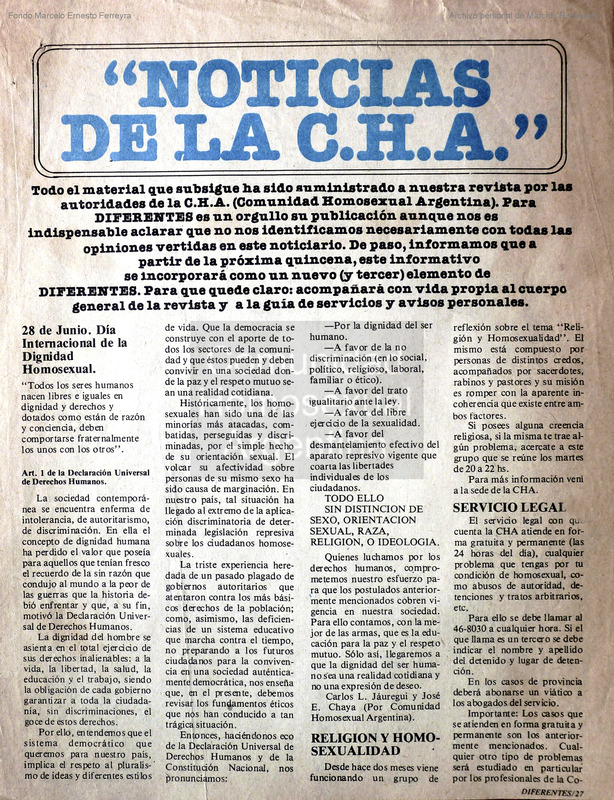 Fondo Marcelo Ernesto Ferreyra
Archivo personal de Marcelo
"NOTICIAS
DE LA C.H.A."
Todo el material que subsigue ha sido suministrado a nuestra revista por las
autoridades de la C.H.A. (Comunidad Homosexual Argentina). Para
DIFERENTES es un orgullo su publicación aunque nos es
indispensable aclarar que no nos identificamos necesariamente con todas las
opiniones vertidas en este noticiario. De paso, informamos que a
partir de la próxima quincena, este informativo
se incorporará como un nuevo (y tercer) elemento de
DIFERENTES. Para que quede claro: acompañará con vida propia al cuerpo
general de la revista y a la guía de servicios y avisos personales.
28 de Junio. Día
Internacional de la
Dignidad
Homosexual.
"Todos los seres humanos
nacen libres e iguales en
dignidad y derechos y
dotados como están de razón
y conciencia, deben
comportarse fraternalmente
los unos con los otros".
Art. 1 de la Declaración Universal
de Derechos Humanos.
La sociedad contemporá-
nea se encuentra enferma de
intolerancia, de autoritarismo,
de discriminación. En ella el
concepto de dignidad humana
ha perdido el valor que poseía
para aquellos que tenían fresco
el recuerdo de la sin razón que
condujo al mundo a la peor de
las guerras que la historia de-
bió enfrentar y que, a su fin,
motivó la Declaración Univer-
sal de Derechos Humanos.
La dignidad del hombre se
asienta en el total ejercicio de
sus derechos inalienables: a la
vida, la libertad, la salud, la
educación y el trabajo, siendo
la obligación de cada gobierno
garantizar a toda la ciudada-
nía, sin discriminaciones, el
goce de estos derechos.
Por ello, entendemos que el
sistema democrático que
queremos para nuestro país,
implica el respeto al pluralis-
mo de ideas y diferentes estilos
de vida. Que la democracia se
construye con el aporte de to-
dos los sectores de la comuni-
dad y que éstos pueden y deben
convivir en una sociedad don-
de la paz y el respeto mutuo se-
an una realidad cotidiana.
Históricamente, los homo-
sexuales han sido una de las
minorías más atacadas, com-
batidas, perseguidas y discri-
minadas, por el simple hecho
de su orientación sexual. El
volcar su afectividad sobre
personas de su mismo sexo ha
sido causa de marginación. En
nuestro país, tal situación ha
llegado al extremo de la aplica-
ción discriminatoria de deter-
minada legislación represiva
sobre los ciudadanos homose-
xuales.
La triste experiencia here-
dada de un pasado plagado de
gobiernos autoritarios que
atentaron contra los más bási-
cos derechos de la población;
como, asimismo, las deficien-
cias de un sistema educativo
que marcha contra el tiempo,
no preparando a los futuros
ciudadanos para la conviven-
cia en una sociedad auténtica-
mente democrática, nos enseña
que, en el presente, debemos
revisar los fundamentos éticos
que nos han conducido a tan
trágica situación.
Entonces, haciéndonos eco
de la Declaración Universal de
Derechos Humanos y de la
Constitución Nacional, nos
pronunciamos:
—Por la dignidad del ser
humano.
—A favor de la no
discriminación (en lo social,
político, religioso, laboral,
familiar o ético).
—A favor del trato
igualitario ante la ley.
—A favor del libre
ejercicio de la sexualidad.
—A favor del
desmantelamiento efectivo del
aparato represivo vigente que
coarta las libertades
individuales de los
ciudadanos.
TODO ELLO
SIN DISTINCION DE
SEXO, ORIENTACION
SEXUAL, RAZA,
RELIGION, O IDEOLOGIA.
Quienes luchamos por los
derechos humanos, compro-
metemos nuestro esfuerzo pa-
ra que los postulados anterior-
mente mencionados cobren vi-
gencia en nuestra sociedad.
Para ello contamos, con la me-
jor de las armas, que es la edu-
cación para la paz y el respeto
mutuo. Sólo así, llegaremos a
que la dignidad del ser huma-
no sea una realidad cotidiana y
no una expresión de deseo.
Carlos L. Jáuregui y José
E. Chaya (Por Comunidad
Homosexual Argentina).
RELIGION Y HOMO-
SEXUALIDAD
Desde hace dos meses viene
funcionando un grupo de
reflexión sobre el tema "Reli-
gión y Homosexualidad". El
mismo está compuesto por
personas de distintos credos,
acompañados por sacerdotes,
rabinos y pastores y su misión
es romper con la aparente in-
coherencia que existe entre am-
bos factores.
Si posees alguna creencia
religiosa, si la misma te trae al-
gún problema, acercate a este
grupo que se reúne los martes
de 20 a 22 hs.
Para más información vení
a la sede de la CHA.
SERVICIO LEGAL
El servicio legal con que
cuenta la CHA atiende en for-
ma gratuita y permanente (las
24 horas del día), cualquier
problema que tengas por tu
condición de homosexual, co-
mo abusos de autoridad, de-
tenciones y tratos arbitrarios,
etc.
Para ello se debe llamar al
46-8030 a cualquier hora. Si el
que llama es un tercero se debe
indicar el nombre y apellido
del detenido y lugar de deten-
ción.
En los casos de provincia
deberá abonarse un viático a
los abogados del servicio.
Importante: Los casos que
se atienden en forma gratuita y
permanente son los anterior-
mente mencionados. Cual-
quier otro tipo de problemas
será estudiado en particular
por los profesionales de la Co-
DIFERENTES/27